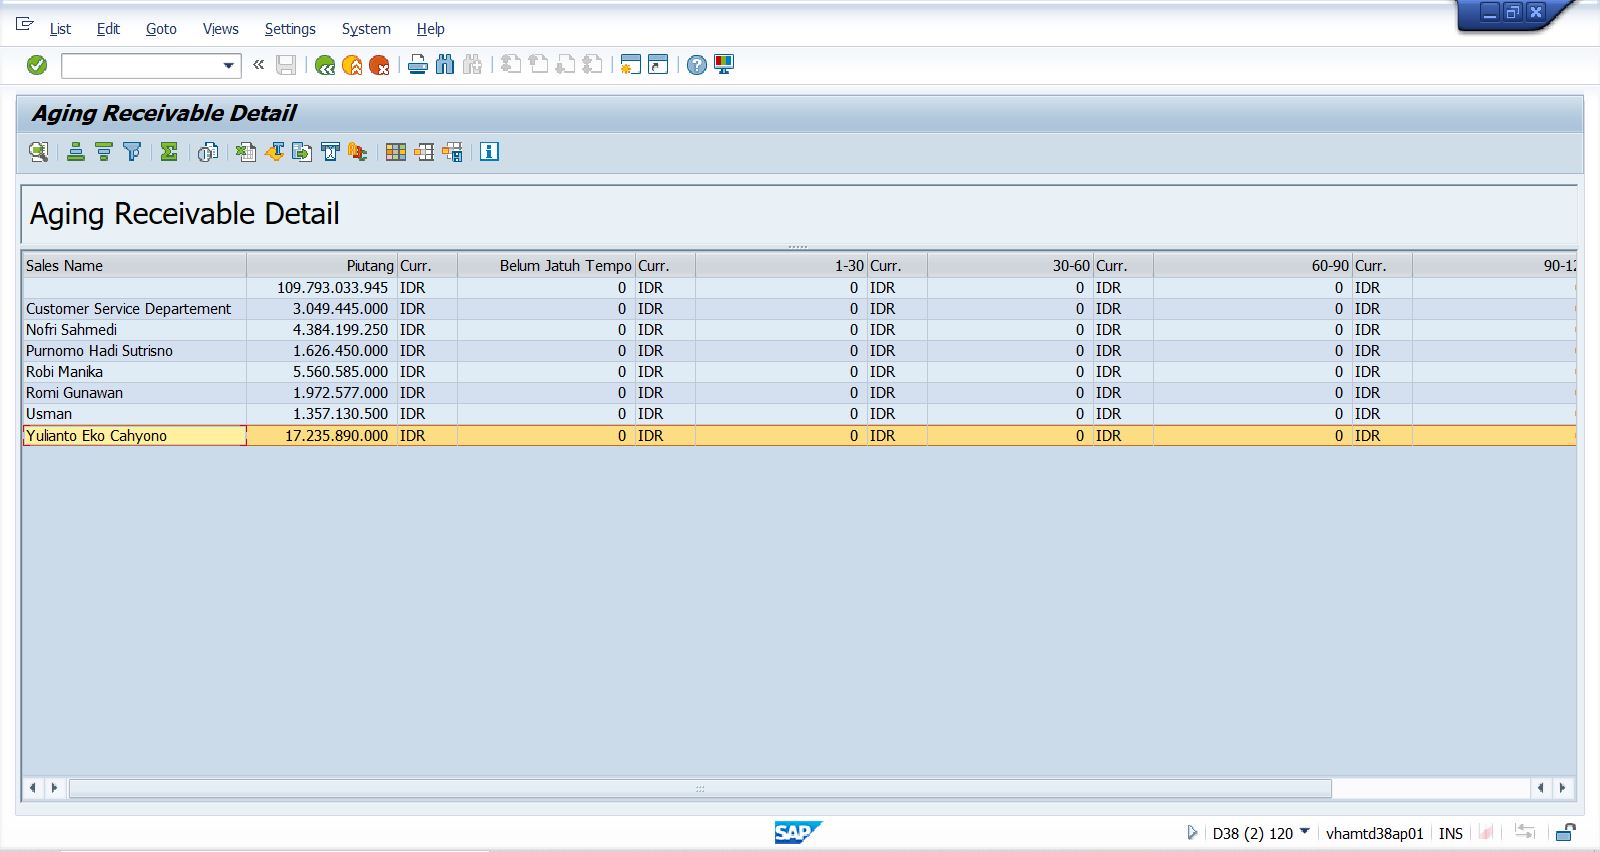 List Edit Goto Views Settings System Help
Aging Receivable Detail
Aging Receivable Detail
Sales Name Piutang Curr. Belum Jatuh Tempo Curr. 1-30 Curr. 30-60 Curr. 60-90 Curr. 90-12
109.793.033.945 IDR 0 IDR 0 IDR 0 IDR 0 IDR
Customer Service Departement 3.049.445.000 IDR 0 IDR 0 IDR 0 IDR 0 IDR
Nofri Sahmedi 4.384.199.250 IDR 0 IDR 0 IDR 0 IDR 0 IDR
Purnomo Hadi Sutrisno 1.626.450.000 IDR 0 IDR 0 IDR 0 IDR 0 IDR
Robi Manika 5.560.585.000 IDR 0 IDR 0 IDR 0 IDR 0 IDR
Romi Gunawan 1.972.577.000 IDR 0 IDR 0 IDR 0 IDR 0 IDR
Usman 1.357.130.500 IDR 0 IDR 0 IDR 0 IDR 0 IDR
Yulianto Eko Cahyono 17.235.890.000 IDR 0 IDR 0 IDR 0 IDR 0 IDR
SAP D38 (2) 120 vhamtd38ap01 INS